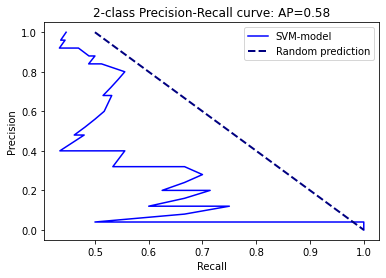 2-class Precision-Recall curve: AP=0.58
SVM-model
Random prediction
Precision
1.0
0.8
0.6
0.4
0.2
0.0
0.5 0.6 0.7 0.8 0.9 1.0
Recall